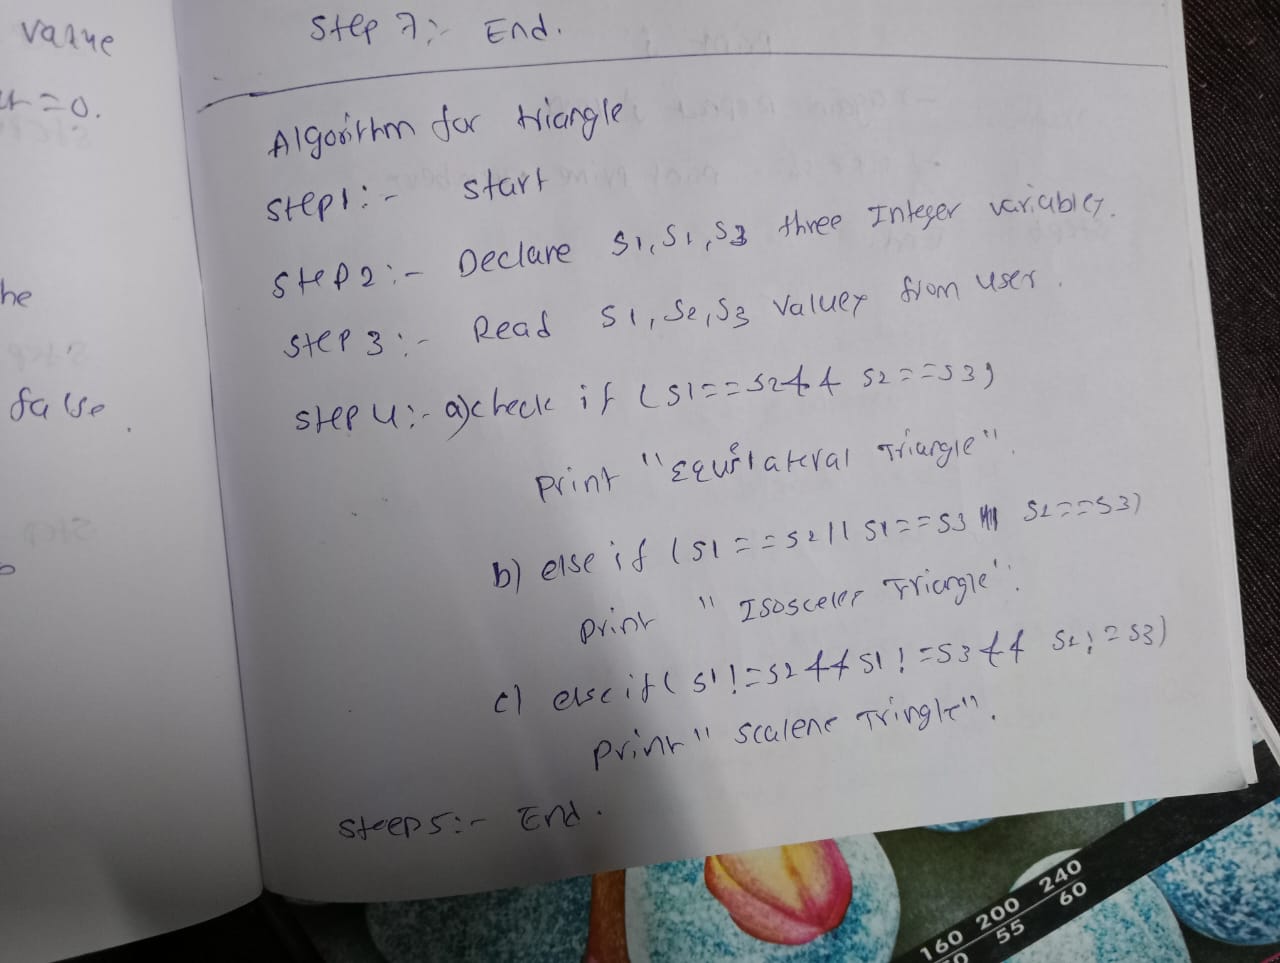 value
r=0.
he
false.
Step 7:- End.
Algorithm for triangle
step1:- start
step2:- Declare S1,S1,S3 three Integer variables.
step 3:- Read S1,Se,S3 values from user.
step 4:- a)check if (S1==S2&& S2==S3)
print "Equilateral Triangle".
b) else if (S1==S2|| S1==S3 || S2==S3)
print "Isosceles Triangle".
c) else if( S1!=S2&&S1!=S3&& S2!=S3)
print" scalene Tringle".
Steep5:- End.
160 200 240
55 60